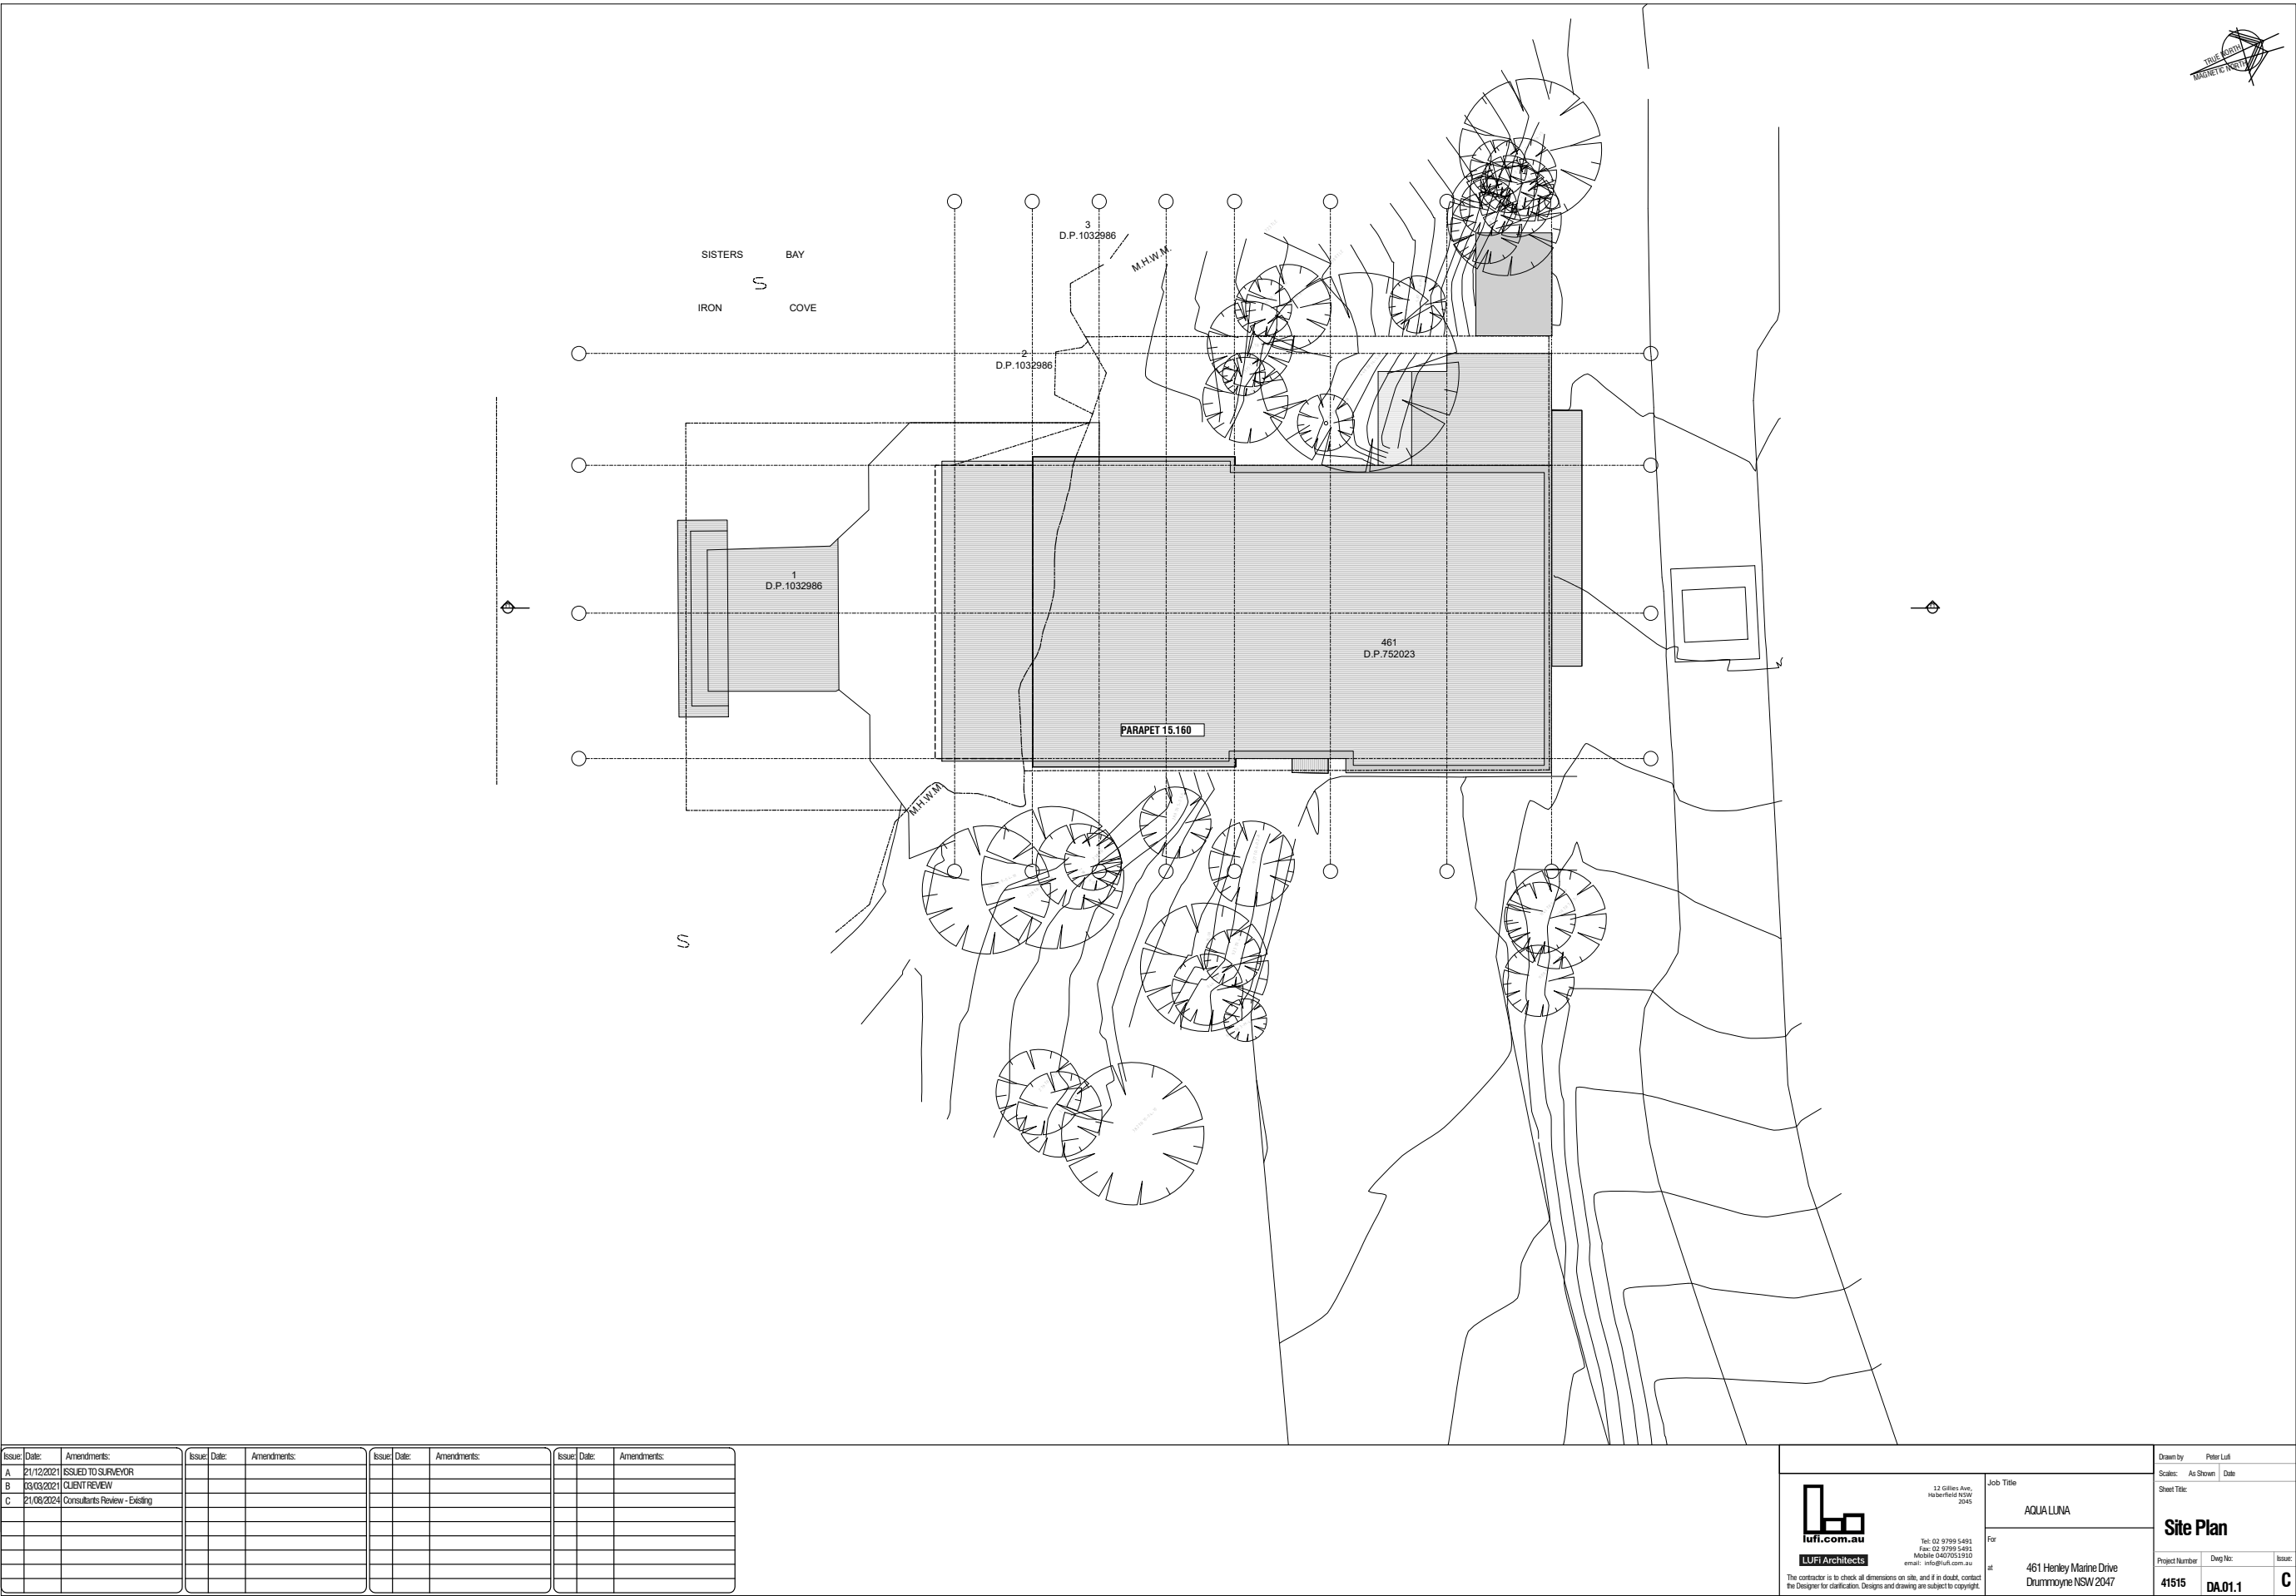 TRUE NORTH
MAGNETIC NORTH
3
D.P.1032986
M.H.W.M.
SISTERS BAY
S
IRON COVE
2
D.P.1032986
1
D.P.1032986
461
D.P.752023
PARAPET 15.160
M.H.W.M.
S
Issue: Date: Amendments:
A 21/12/2021 ISSUED TO SURVEYOR
B 03/03/2021 CLIENT REVIEW
C 21/08/2024 Consultants Review - Existing
Issue: Date: Amendments:
Issue: Date: Amendments:
Issue: Date: Amendments:
12 Gillies Ave,
Haberfield NSW
2045
lufi.com.au
LUFI Architects
Tel: 02 9799 5491
Fax: 02 9799 5491
Mobile 0407051910
email: info@lufi.com.au
The contractor is to check all dimensions on site, and if in doubt, contact
the Designer for clarification. Designs and drawing are subject to copyright.
Job Title
AQUA LUNA
For
at
461 Henley Marine Drive
Drummoyne NSW 2047
Drawn by Peter Lufi
Scales: As Shown Date
Sheet Title:
Site Plan
Project Number Dwg No: Issue:
41515 DA.01.1 C